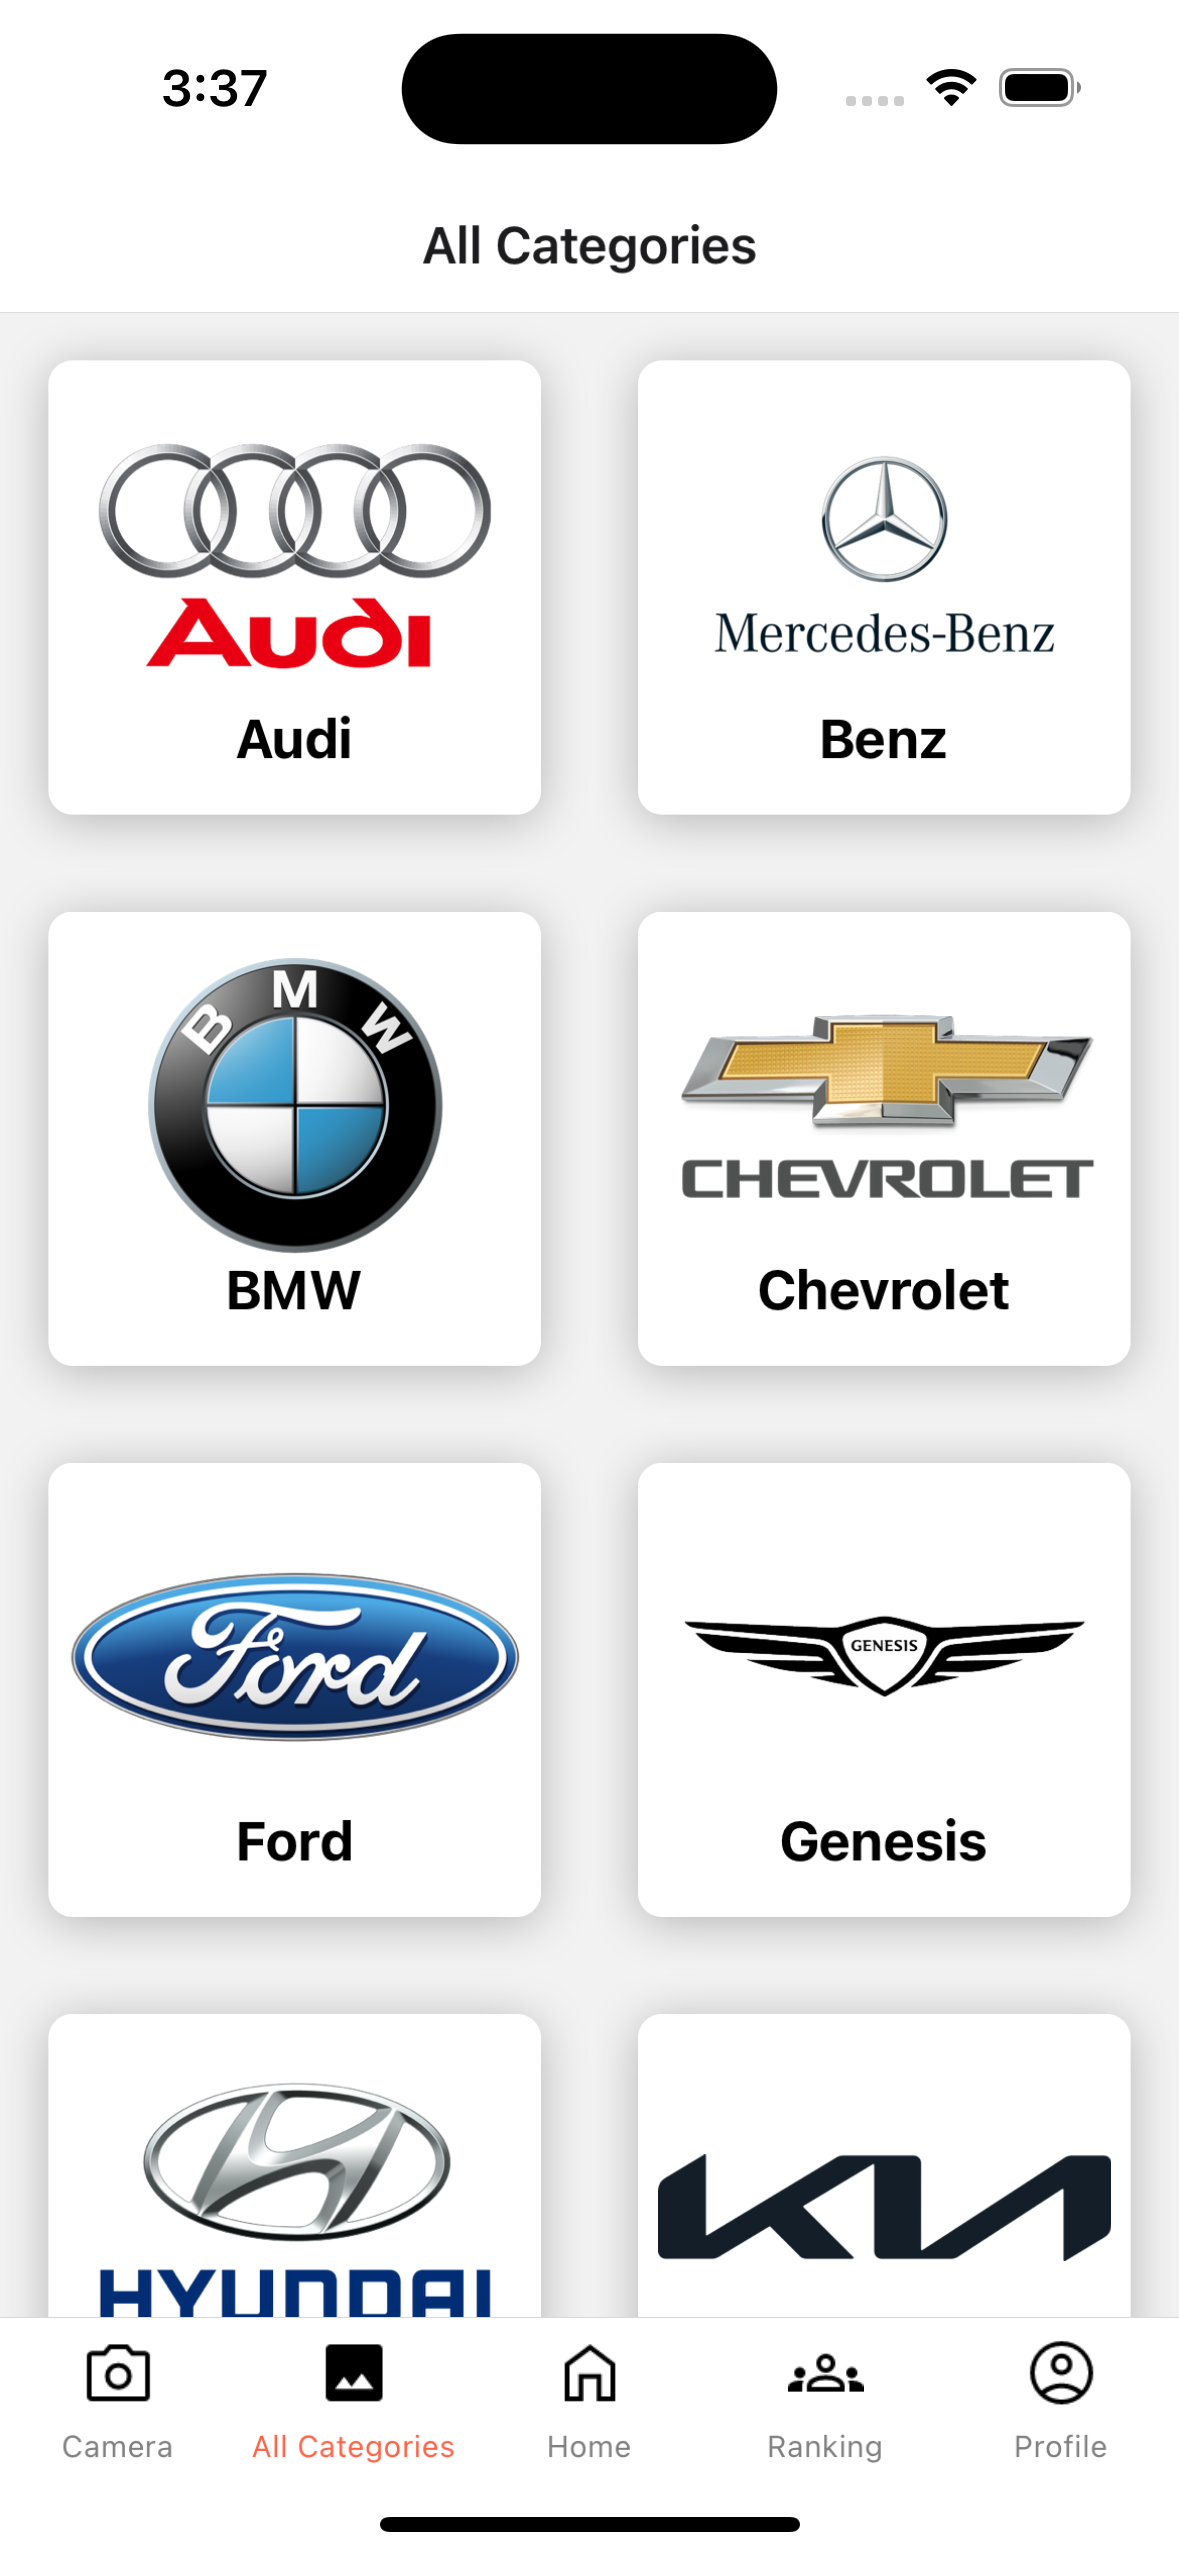 3:37
All Categories
Audi
Mercedes-Benz
Audi
Benz
BMW
CHEVROLET
BMW
Chevrolet
Ford
GENESIS
Ford
Genesis
HYUNDAI
KIA
Camera
All Categories
Home
Ranking
Profile